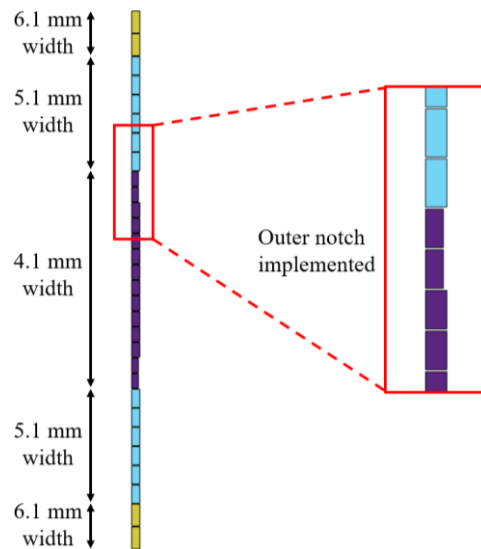 6.1 mm
width
5.1 mm
width
4.1 mm
width
Outer notch
implemented
5.1 mm
width
6.1 mm
width